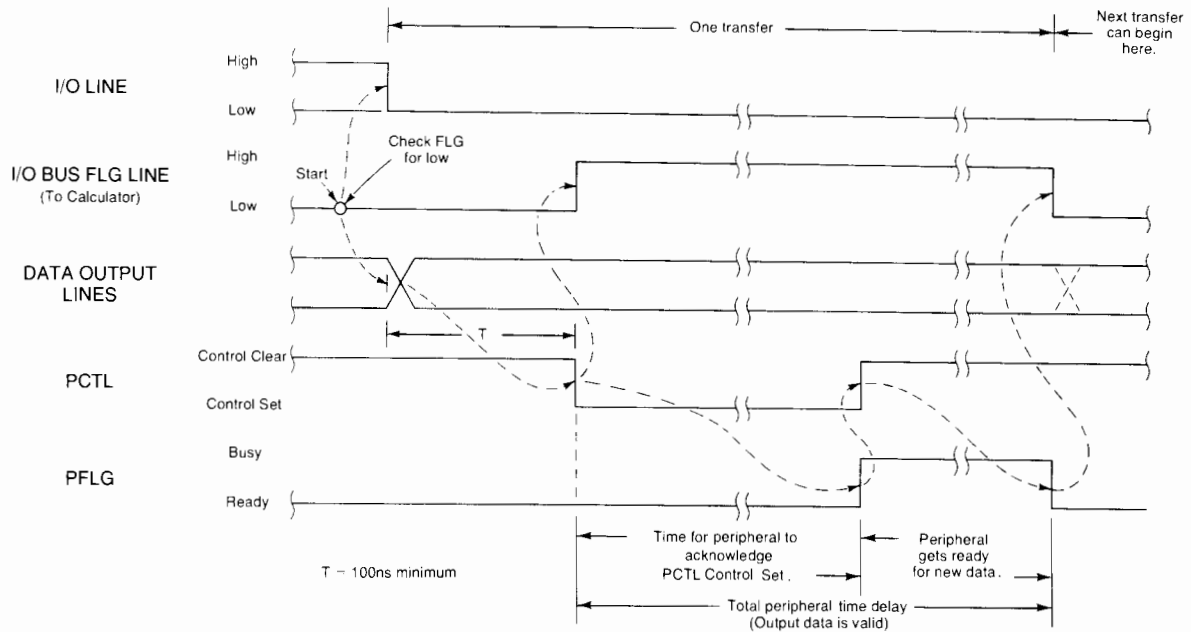 One transfer
Next transfer
can begin
here.
I/O LINE
High
Low
I/O BUS FLG LINE
(To Calculator)
High
Low
Start
Check FLG
for low
DATA OUTPUT
LINES
T
PCTL
Control Clear
Control Set
PFLG
Busy
Ready
Time for peripheral to
acknowledge
PCTL Control Set.
Peripheral
gets ready
for new data.
T = 100ns minimum
Total peripheral time delay
(Output data is valid)